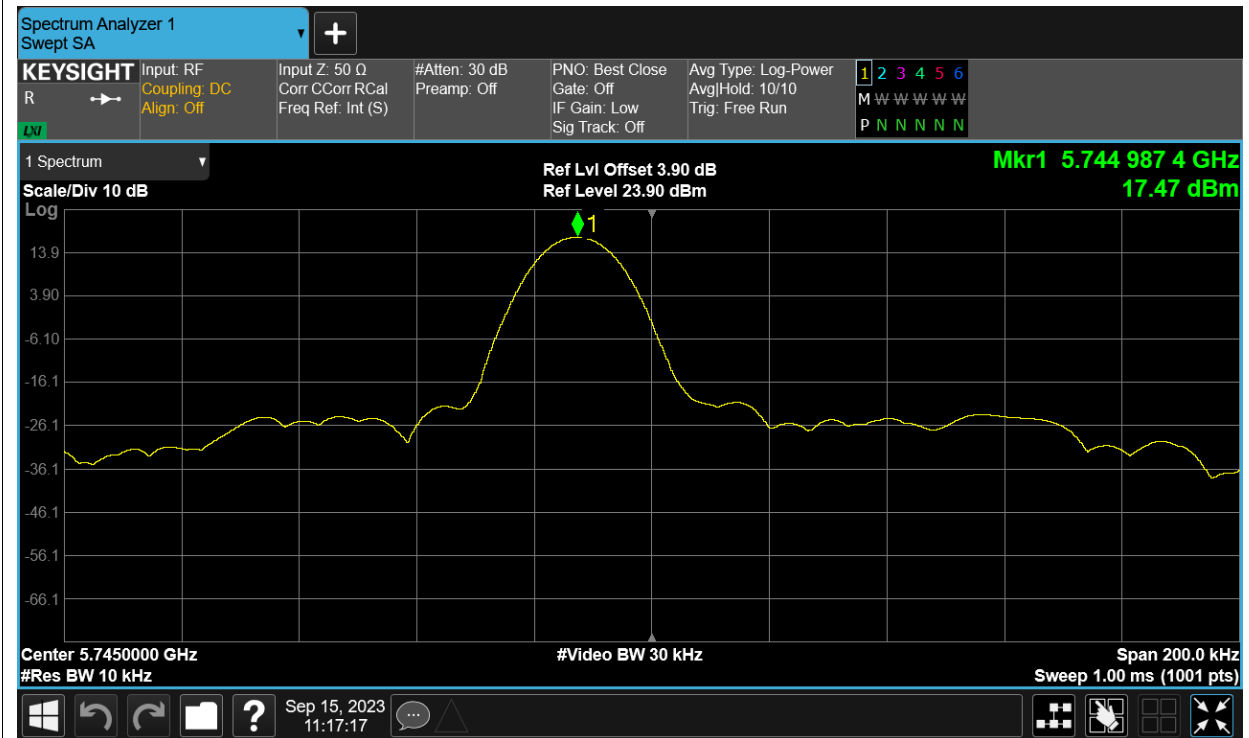 Spectrum Analyzer 1
Swept SA
KEYSIGHT
R
LXI
Input: RF
Coupling: DC
Align: Off
Input Z: 50 Ω
Corr CCorr RCal
Freq Ref: Int (S)
#Atten: 30 dB
Preamp: Off
PNO: Best Close
Gate: Off
IF Gain: Low
Sig Track: Off
Avg Type: Log-Power
Avg|Hold: 10/10
Trig: Free Run
1 2 3 4 5 6
M W W W W W
P N N N N N
1 Spectrum
Scale/Div 10 dB
Ref Lvl Offset 3.90 dB
Ref Level 23.90 dBm
Mkr1 5.744 987 4 GHz
17.47 dBm
Log
1
13.9
3.90
-6.10
-16.1
-26.1
-36.1
-46.1
-56.1
-66.1
Center 5.7450000 GHz
#Res BW 10 kHz
#Video BW 30 kHz
Span 200.0 kHz
Sweep 1.00 ms (1001 pts)
?
Sep 15, 2023
11:17:17